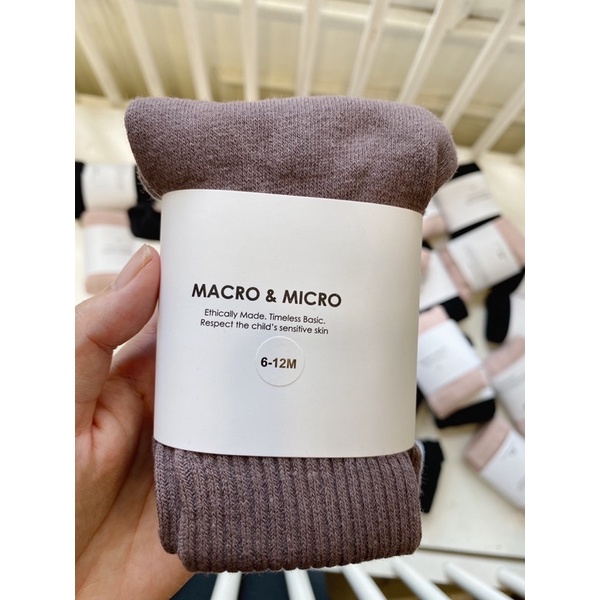 MACRO & MICRO
Ethically Made. Timeless Basic.
Respect the child's sensitive skin
6-12M